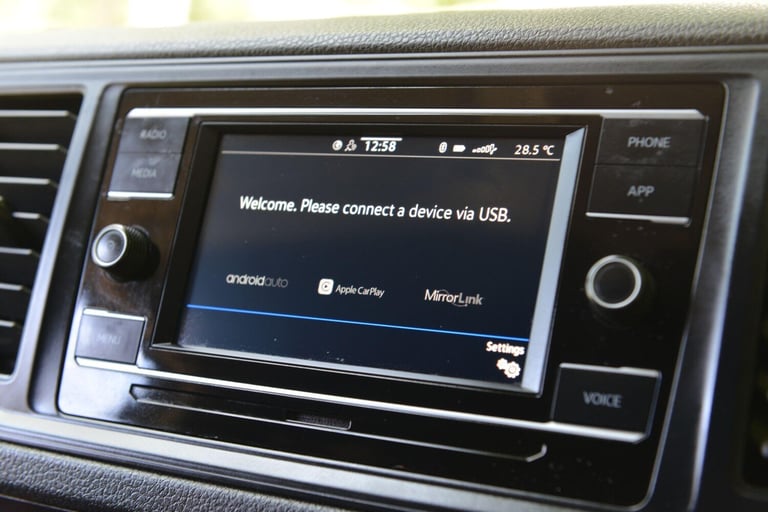 RADIO
MEDIA
MENU
12:58
28.5 °C
Welcome. Please connect a device via USB.
androidauto
Apple CarPlay
MirrorLink
Settings
PHONE
APP
VOICE